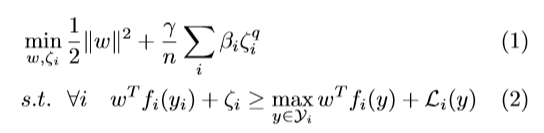 min_{w,ζ_i} 1/2 ‖w‖² + γ/n ∑_i β_i ζ_i^q (1)
s.t. ∀i w^T f_i(y_i) + ζ_i ≥ max_{y∈𝒴_i} w^T f_i(y) + ℒ_i(y) (2)